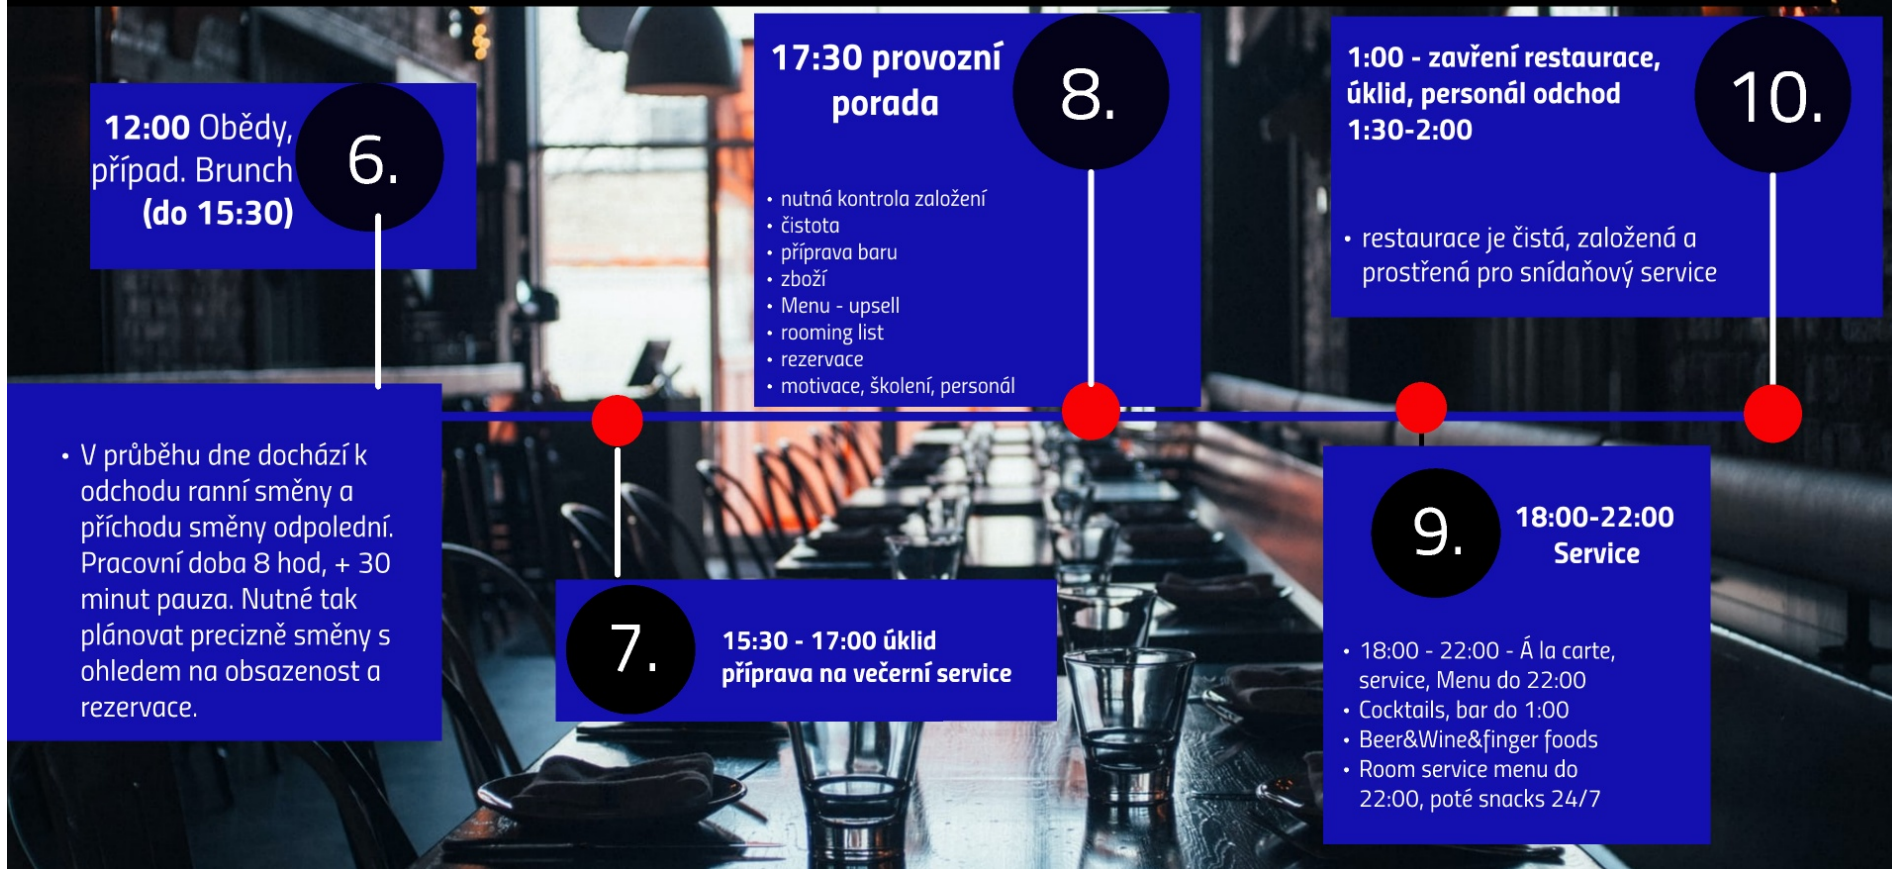 12:00 Obědy,
případ. Brunch
(do 15:30)
6.
• V průběhu dne dochází k
odchodu ranní směny a
příchodu směny odpolední.
Pracovní doba 8 hod, + 30
minut pauza. Nutné tak
plánovat precizně směny s
ohledem na obsazenost a
rezervace.
7.
15:30 - 17:00 úklid
příprava na večerní service
17:30 provozní
porada
8.
• nutná kontrola založení
• čistota
• příprava baru
• zboží
• Menu - upsell
• rooming list
• rezervace
• motivace, školení, personál
9.
18:00-22:00
Service
• 18:00 - 22:00 - Á la carte,
service, Menu do 22:00
• Cocktails, bar do 1:00
• Beer&Wine&finger foods
• Room service menu do
22:00, poté snacks 24/7
1:00 - zavření restaurace,
úklid, personál odchod
1:30-2:00
10.
• restaurace je čistá, založená a
prostřená pro snídaňový service